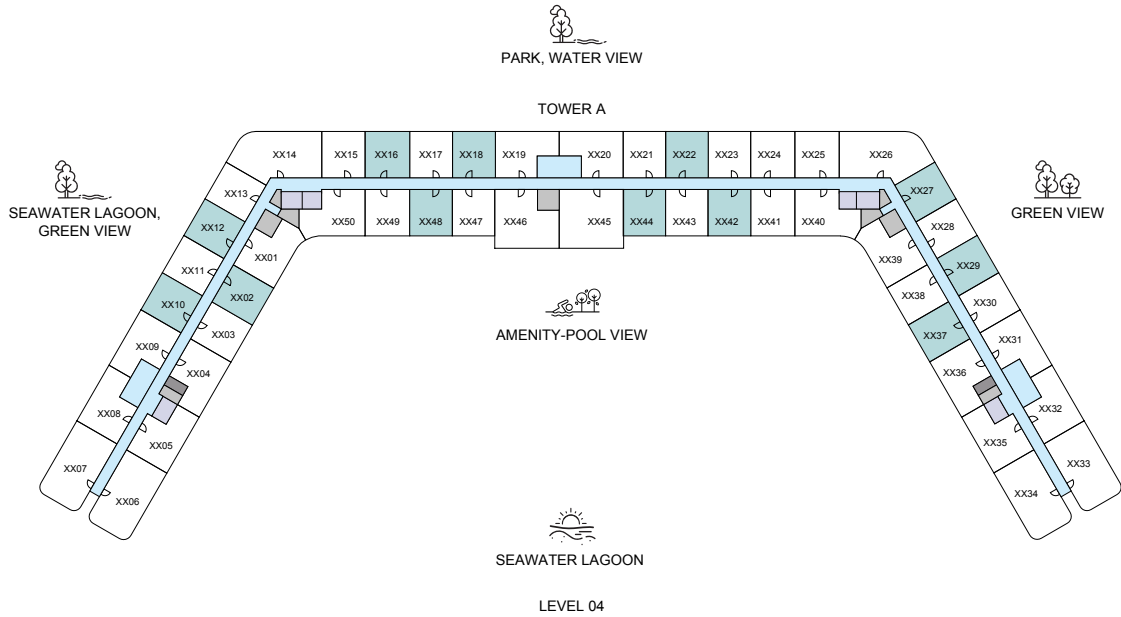 PARK, WATER VIEW
TOWER A
XX14 XX15 XX16 XX17 XX18 XX19 XX20 XX21 XX22 XX23 XX24 XX25 XX26
XX13 XX27
SEAWATER LAGOON,
GREEN VIEW
GREEN VIEW
XX50 XX49 XX48 XX47 XX46 XX45 XX44 XX43 XX42 XX41 XX40
XX12 XX28
XX01 XX39
XX11 XX29
XX02 XX38
XX10 XX30
XX03 XX37
AMENITY-POOL VIEW
XX09 XX31
XX04 XX36
XX08 XX32
XX05 XX35
XX07 XX33
XX06 XX34
SEAWATER LAGOON
LEVEL 04